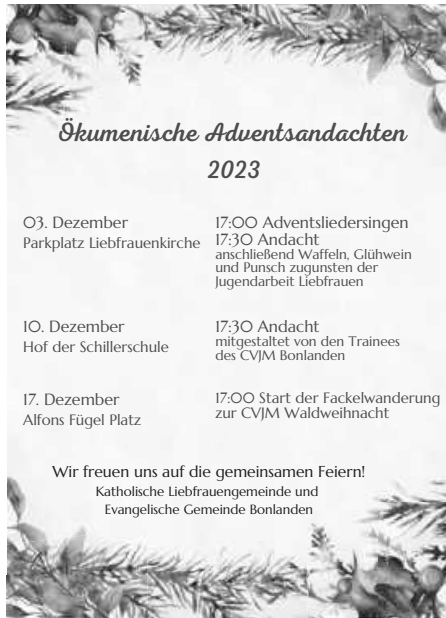 Ökumenische Adventsandachten
2023
03. Dezember
Parkplatz Liebfrauenkirche
17:00 Adventsliedersingen
17:30 Andacht
anschließend Waffeln, Glühwein
und Punsch zugunsten der
Jugendarbeit Liebfrauen
10. Dezember
Hof der Schillerschule
17:30 Andacht
mitgestaltet von den Trainees
des CVJM Bonlanden
17. Dezember
Alfons Fügel Platz
17:00 Start der Fackelwanderung
zur CVJM Waldweihnacht
Wir freuen uns auf die gemeinsamen Feiern!
Katholische Liebfrauengemeinde und
Evangelische Gemeinde Bonlanden